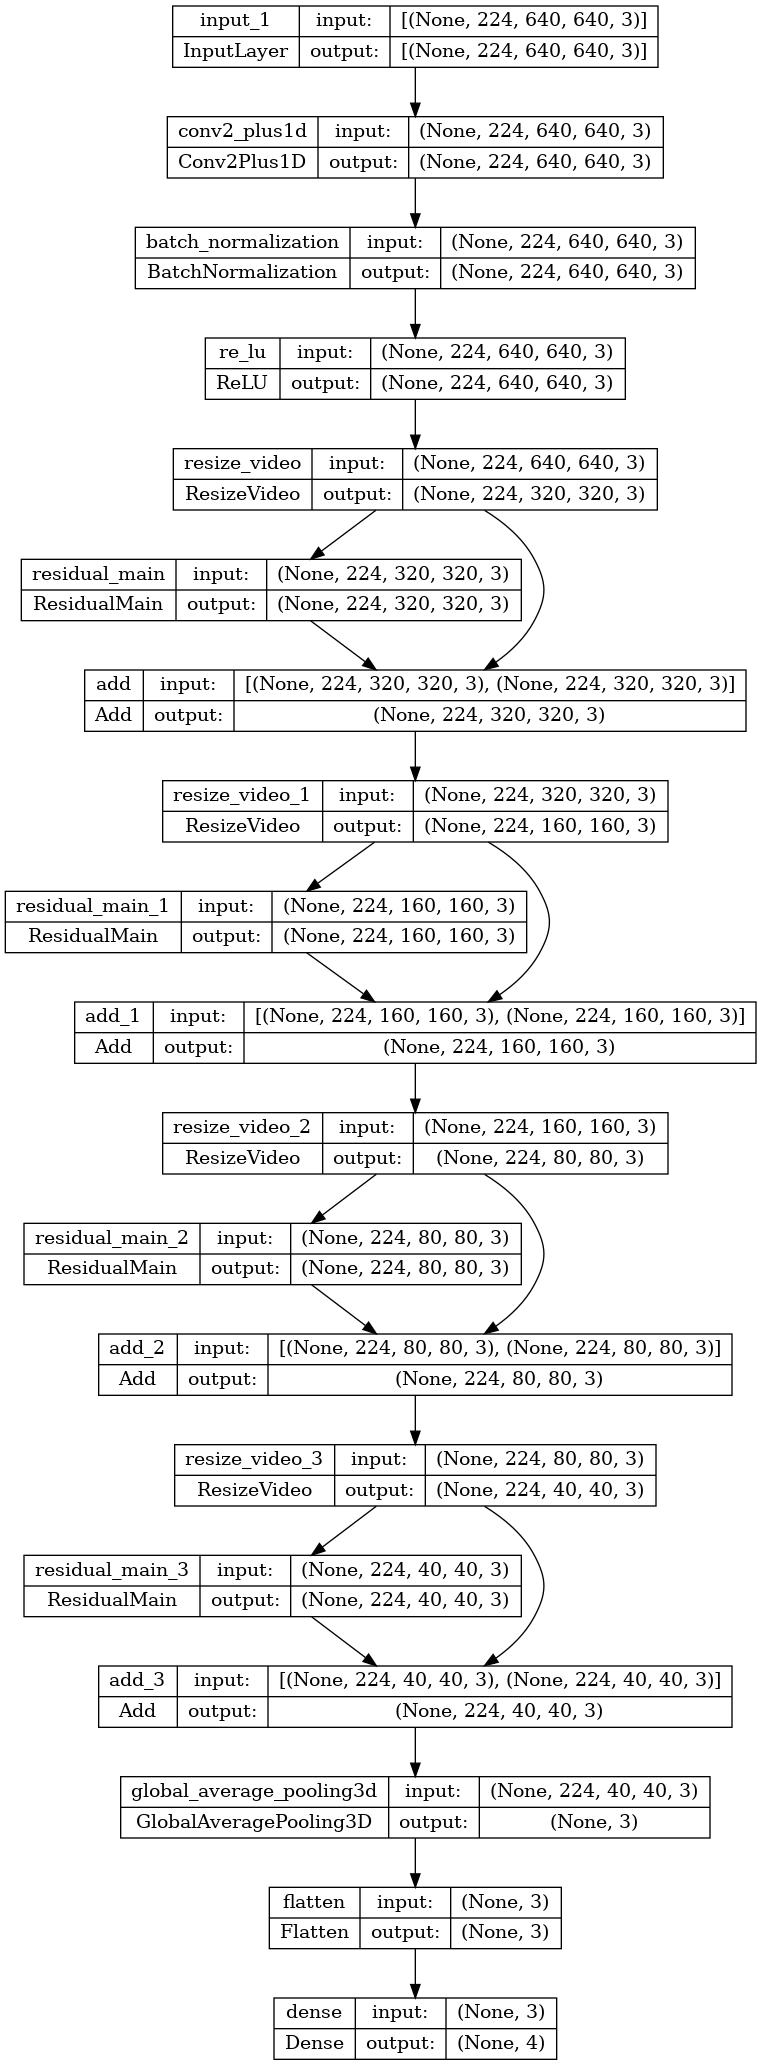 input_1 input: [(None, 224, 640, 640, 3)]
InputLayer output: [(None, 224, 640, 640, 3)]
conv2_plus1d input: (None, 224, 640, 640, 3)
Conv2Plus1D output: (None, 224, 640, 640, 3)
batch_normalization input: (None, 224, 640, 640, 3)
BatchNormalization output: (None, 224, 640, 640, 3)
re_lu input: (None, 224, 640, 640, 3)
ReLU output: (None, 224, 640, 640, 3)
resize_video input: (None, 224, 640, 640, 3)
ResizeVideo output: (None, 224, 320, 320, 3)
residual_main input: (None, 224, 320, 320, 3)
ResidualMain output: (None, 224, 320, 320, 3)
add input: [(None, 224, 320, 320, 3), (None, 224, 320, 320, 3)]
Add output: (None, 224, 320, 320, 3)
resize_video_1 input: (None, 224, 320, 320, 3)
ResizeVideo output: (None, 224, 160, 160, 3)
residual_main_1 input: (None, 224, 160, 160, 3)
ResidualMain output: (None, 224, 160, 160, 3)
add_1 input: [(None, 224, 160, 160, 3), (None, 224, 160, 160, 3)]
Add output: (None, 224, 160, 160, 3)
resize_video_2 input: (None, 224, 160, 160, 3)
ResizeVideo output: (None, 224, 80, 80, 3)
residual_main_2 input: (None, 224, 80, 80, 3)
ResidualMain output: (None, 224, 80, 80, 3)
add_2 input: [(None, 224, 80, 80, 3), (None, 224, 80, 80, 3)]
Add output: (None, 224, 80, 80, 3)
resize_video_3 input: (None, 224, 80, 80, 3)
ResizeVideo output: (None, 224, 40, 40, 3)
residual_main_3 input: (None, 224, 40, 40, 3)
ResidualMain output: (None, 224, 40, 40, 3)
add_3 input: [(None, 224, 40, 40, 3), (None, 224, 40, 40, 3)]
Add output: (None, 224, 40, 40, 3)
global_average_pooling3d input: (None, 224, 40, 40, 3)
GlobalAveragePooling3D output: (None, 3)
flatten input: (None, 3)
Flatten output: (None, 3)
dense input: (None, 3)
Dense output: (None, 4)